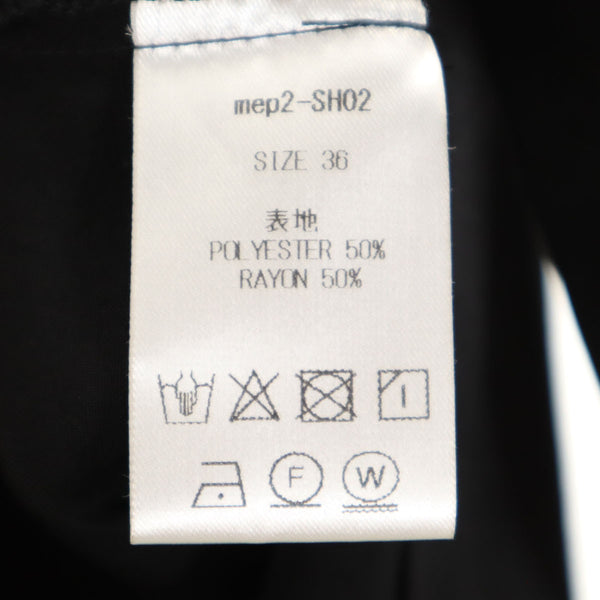 mep2-SH02
SIZE 36
表地
POLYESTER 50%
RAYON 50%
F W